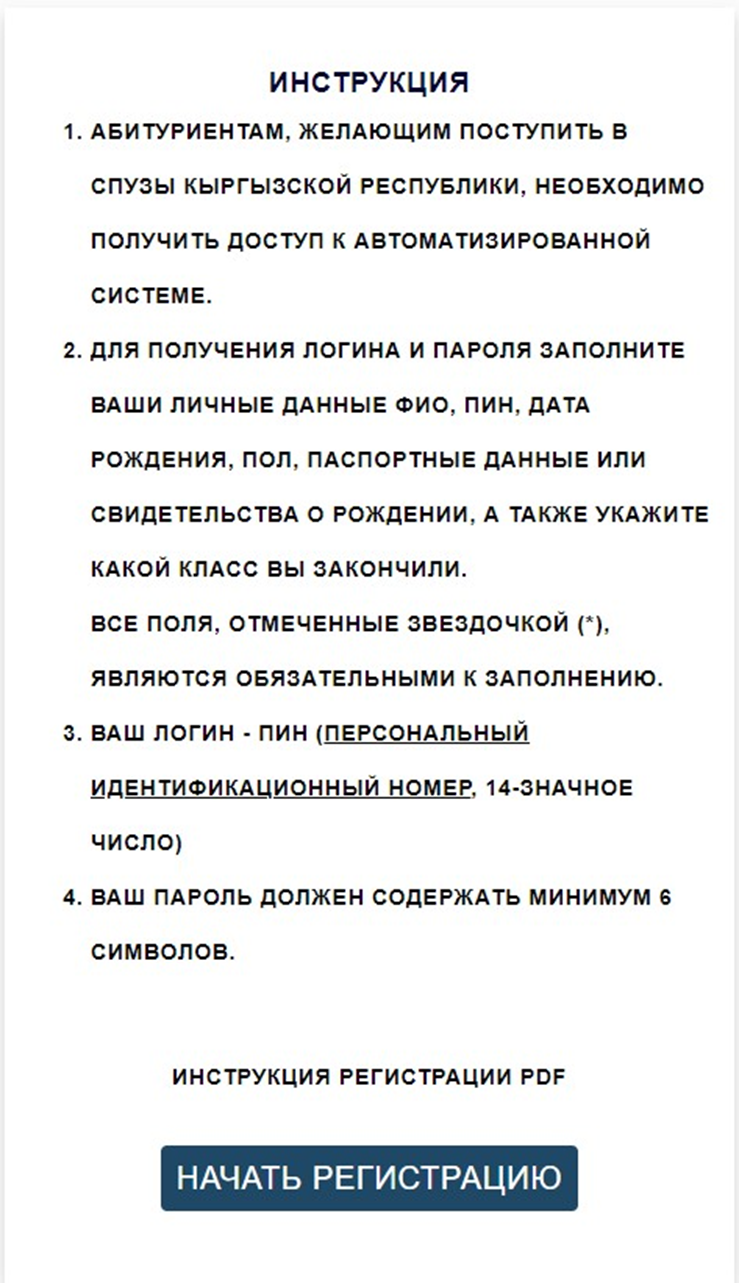 ИНСТРУКЦИЯ
1. АБИТУРИЕНТАМ, ЖЕЛАЮЩИМ ПОСТУПИТЬ В
СПУЗЫ КЫРГЫЗСКОЙ РЕСПУБЛИКИ, НЕОБХОДИМО
ПОЛУЧИТЬ ДОСТУП К АВТОМАТИЗИРОВАННОЙ
СИСТЕМЕ.
2. ДЛЯ ПОЛУЧЕНИЯ ЛОГИНА И ПАРОЛЯ ЗАПОЛНИТЕ
ВАШИ ЛИЧНЫЕ ДАННЫЕ ФИО, ПИН, ДАТА
РОЖДЕНИЯ, ПОЛ, ПАСПОРТНЫЕ ДАННЫЕ ИЛИ
СВИДЕТЕЛЬСТВА О РОЖДЕНИИ, А ТАКЖЕ УКАЖИТЕ
КАКОЙ КЛАСС ВЫ ЗАКОНЧИЛИ.
ВСЕ ПОЛЯ, ОТМЕЧЕННЫЕ ЗВЕЗДОЧКОЙ (*),
ЯВЛЯЮТСЯ ОБЯЗАТЕЛЬНЫМИ К ЗАПОЛНЕНИЮ.
3. ВАШ ЛОГИН - ПИН (ПЕРСОНАЛЬНЫЙ
ИДЕНТИФИКАЦИОННЫЙ НОМЕР, 14-ЗНАЧНОЕ
ЧИСЛО)
4. ВАШ ПАРОЛЬ ДОЛЖЕН СОДЕРЖАТЬ МИНИМУМ 6
СИМВОЛОВ.
ИНСТРУКЦИЯ РЕГИСТРАЦИИ PDF
НАЧАТЬ РЕГИСТРАЦИЮ